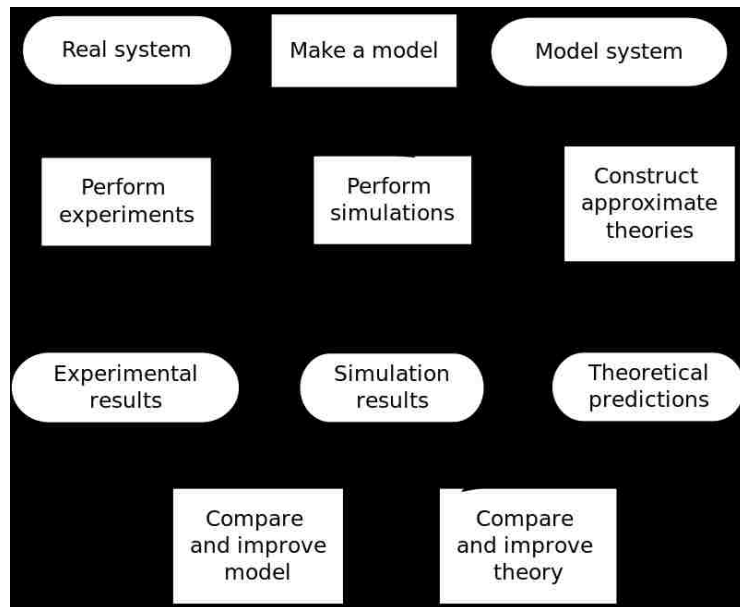 Real system
Make a model
Model system
Perform
experiments
Perform
simulations
Construct
approximate
theories
Experimental
results
Simulation
results
Theoretical
predictions
Compare
and improve
model
Compare
and improve
theory